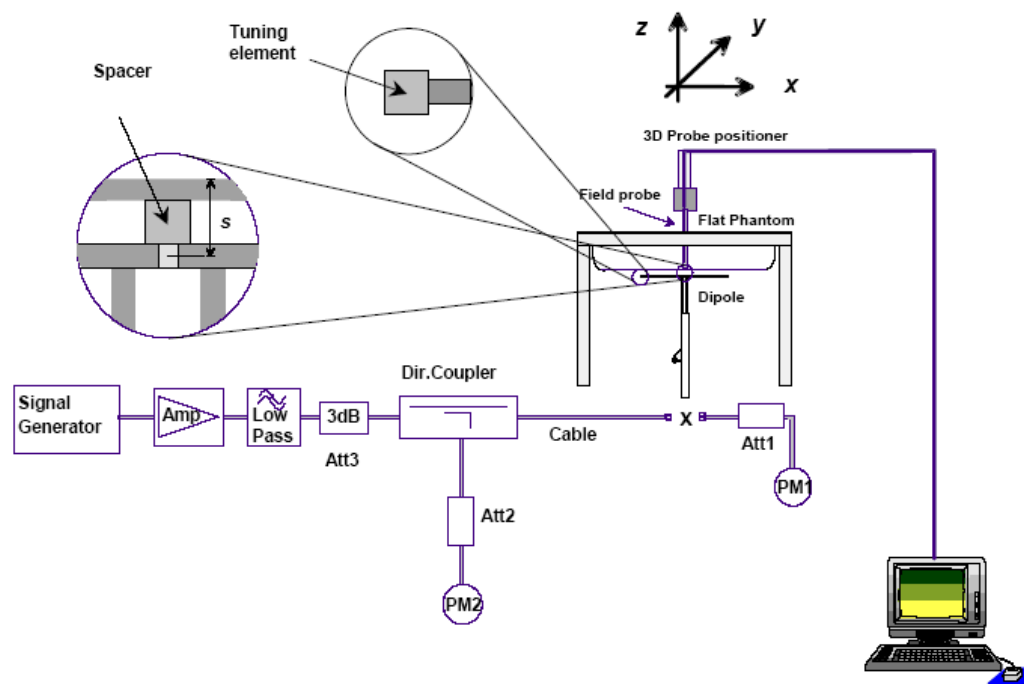 Tuning
element
Spacer
z
y
x
3D Probe positioner
Field probe
Flat Phantom
s
Dipole
Dir.Coupler
Signal
Generator
Amp
Low
Pass
3dB
Att3
Cable
X
Att1
PM1
Att2
PM2